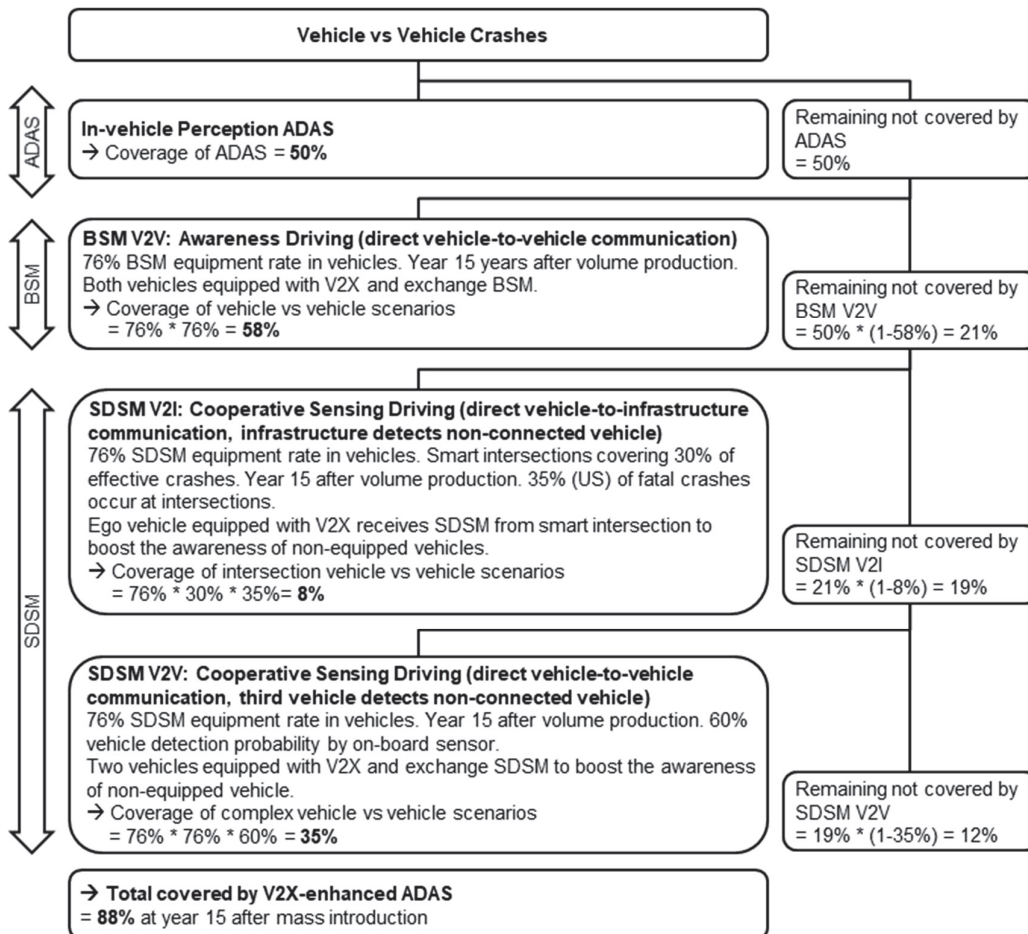 Vehicle vs Vehicle Crashes
ADAS
In-vehicle Perception ADAS
→ Coverage of ADAS = 50%
Remaining not covered by
ADAS
= 50%
BSM
BSM V2V: Awareness Driving (direct vehicle-to-vehicle communication)
76% BSM equipment rate in vehicles. Year 15 years after volume production.
Both vehicles equipped with V2X and exchange BSM.
→ Coverage of vehicle vs vehicle scenarios
= 76% * 76% = 58%
Remaining not covered by
BSM V2V
= 50% * (1-58%) = 21%
SDSM
SDSM V2I: Cooperative Sensing Driving (direct vehicle-to-infrastructure
communication, infrastructure detects non-connected vehicle)
76% SDSM equipment rate in vehicles. Smart intersections covering 30% of
effective crashes. Year 15 after volume production. 35% (US) of fatal crashes
occur at intersections.
Ego vehicle equipped with V2X receives SDSM from smart intersection to
boost the awareness of non-equipped vehicles.
→ Coverage of intersection vehicle vs vehicle scenarios
= 76% * 30% * 35%= 8%
Remaining not covered by
SDSM V2I
= 21% * (1-8%) = 19%
SDSM V2V: Cooperative Sensing Driving (direct vehicle-to-vehicle
communication, third vehicle detects non-connected vehicle)
76% SDSM equipment rate in vehicles. Year 15 after volume production. 60%
vehicle detection probability by on-board sensor.
Two vehicles equipped with V2X and exchange SDSM to boost the awareness
of non-equipped vehicle.
→ Coverage of complex vehicle vs vehicle scenarios
= 76% * 76% * 60% = 35%
Remaining not covered by
SDSM V2V
= 19% * (1-35%) = 12%
→ Total covered by V2X-enhanced ADAS
= 88% at year 15 after mass introduction